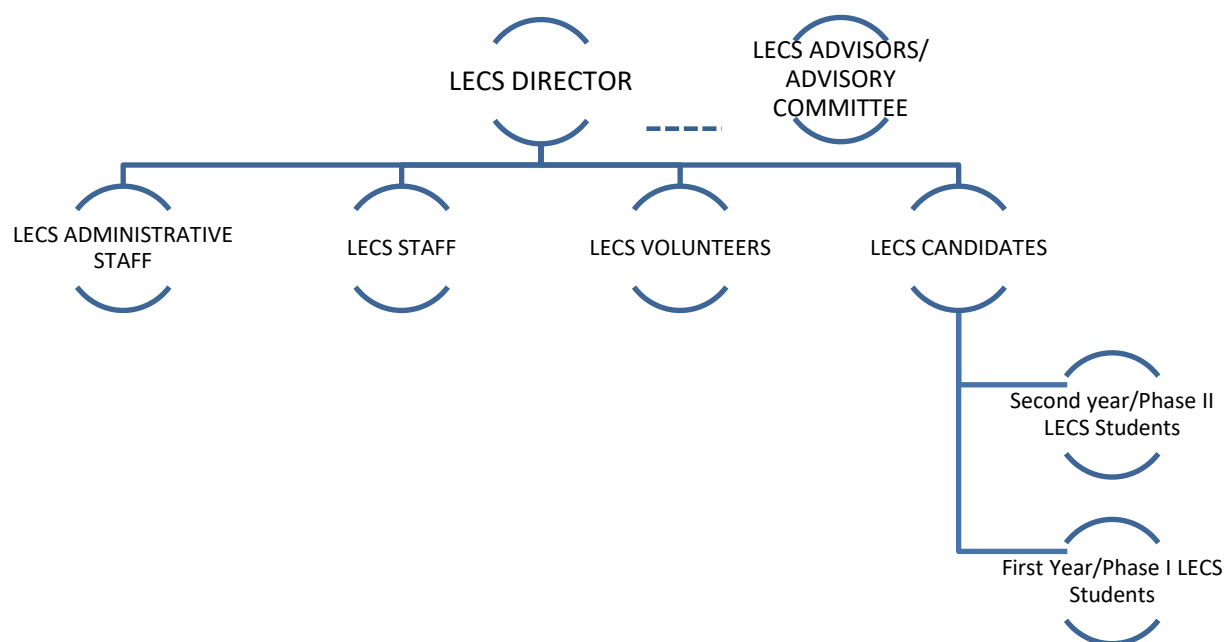 LECS DIRECTOR
LECS ADVISORS/
ADVISORY
COMMITTEE
LECS ADMINISTRATIVE
STAFF
LECS STAFF
LECS VOLUNTEERS
LECS CANDIDATES
Second year/Phase II
LECS Students
First Year/Phase I LECS
Students